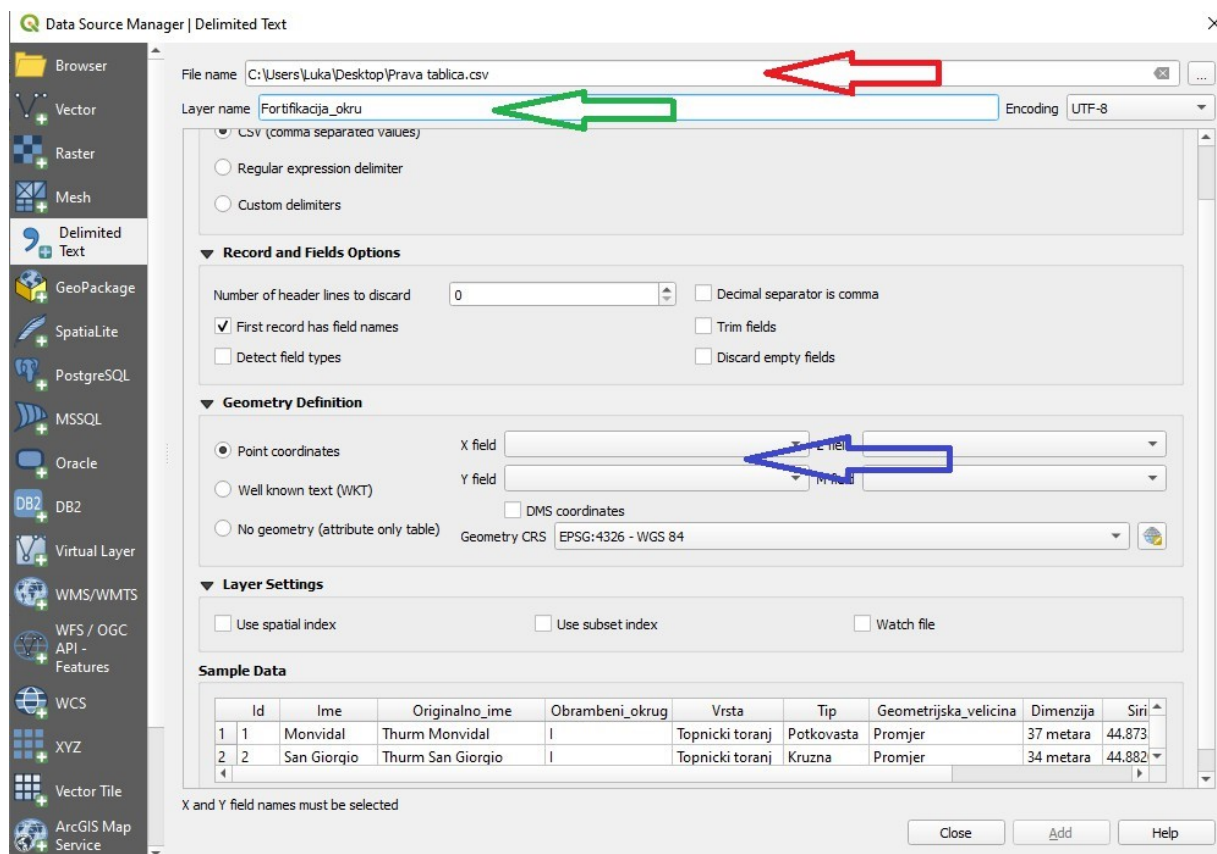 Data Source Manager | Delimited Text
Browser
Vector
Raster
Mesh
Delimited
Text
GeoPackage
SpatiaLite
PostgreSQL
MSSQL
Oracle
DB2
DB2
Virtual Layer
WMS/WMTS
WFS / OGC
API -
Features
WCS
XYZ
Vector Tile
ArcGIS Map
Service
File name C:\Users\Luka\Desktop\Prava tablica.csv ...
Layer name Fortifikacija_okru Encoding UTF-8
CSV (comma separated values)
Regular expression delimiter
Custom delimiters
Record and Fields Options
Number of header lines to discard 0 Decimal separator is comma
First record has field names Trim fields
Detect field types Discard empty fields
Geometry Definition
Point coordinates X field field
Well known text (WKT) Y field M field
DMS coordinates
No geometry (attribute only table) Geometry CRS EPSG:4326 - WGS 84
Layer Settings
Use spatial index Use subset index Watch file
Sample Data
Id Ime Originalno_ime Obrambeni_okrug Vrsta Tip Geometrijska_velicina Dimenzija Siri
1 1 Monvidal Thurm Monvidal I Topnicki toranj Potkovasta Promjer 37 metara 44.873
2 2 San Giorgio Thurm San Giorgio I Topnicki toranj Kruzna Promjer 34 metara 44.882
X and Y field names must be selected
Close Add Help